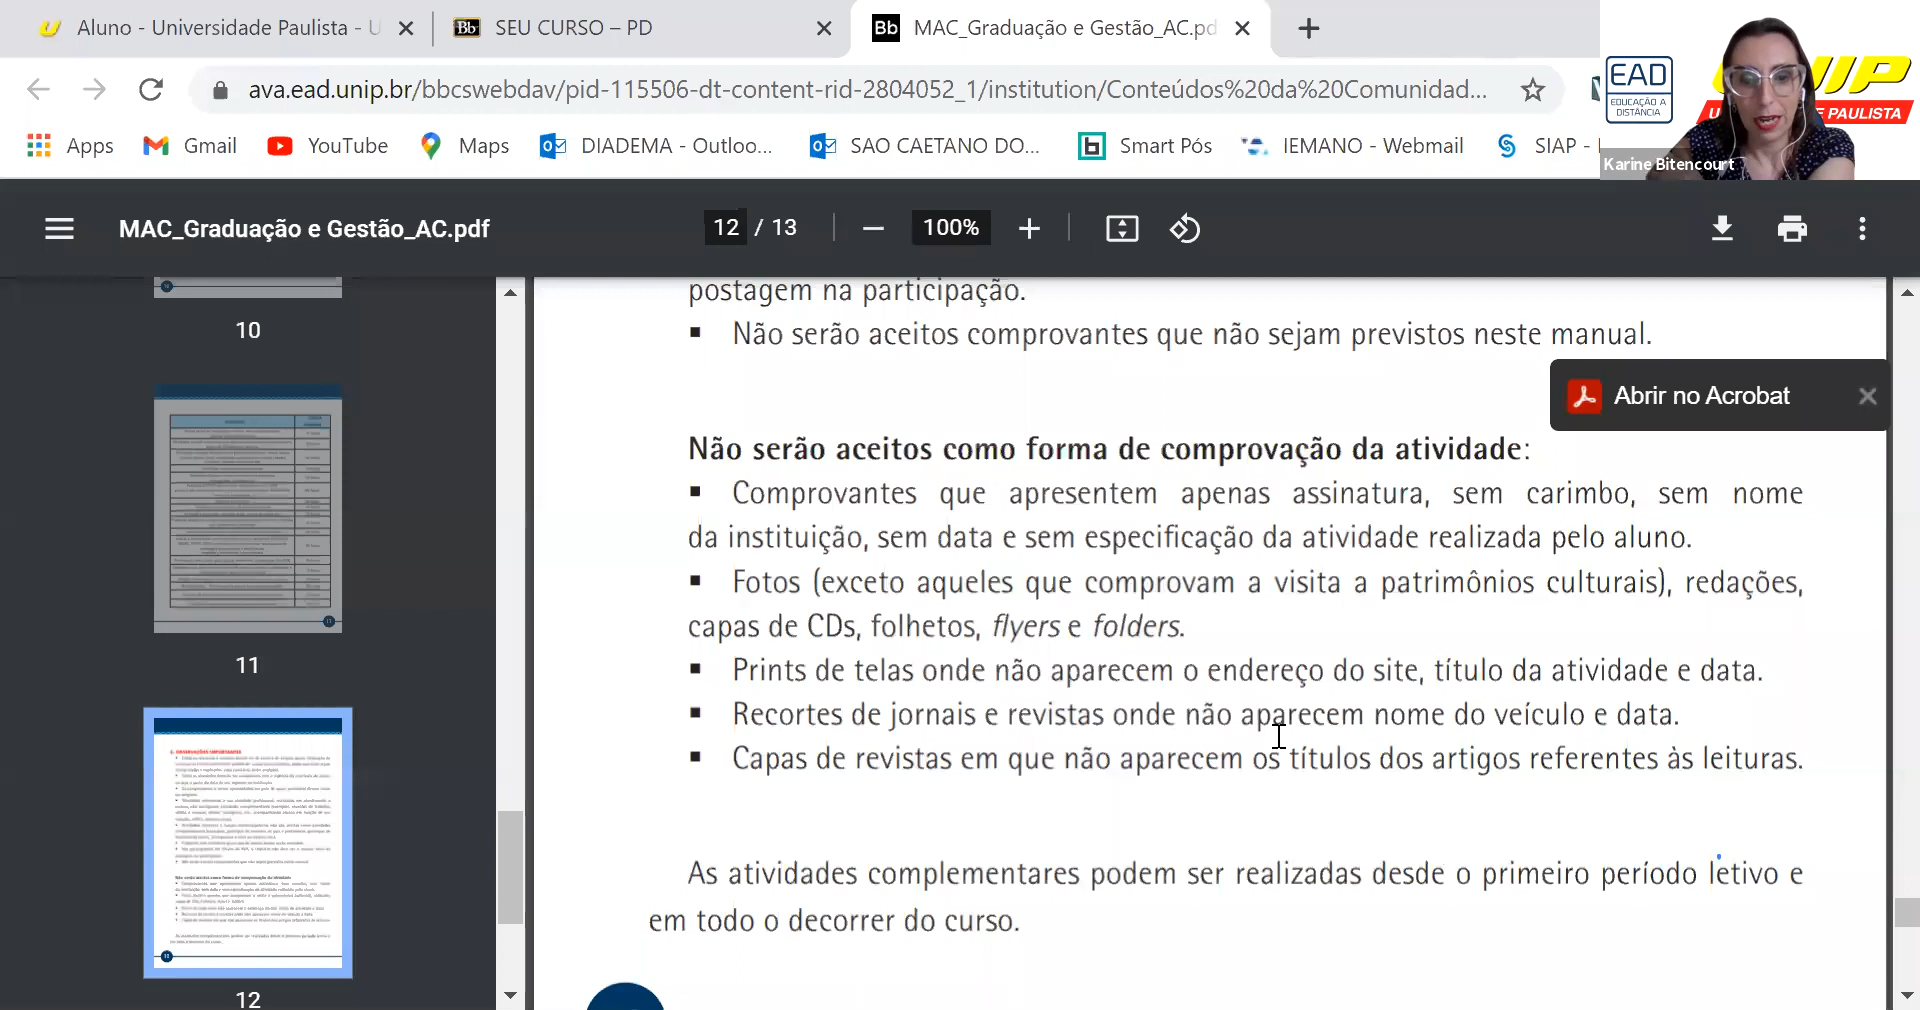 Aluno - Universidade Paulista - U
SEU CURSO – PD
MAC_Graduação e Gestão_AC.pd
ava.ead.unip.br/bbcswebdav/pid-115506-dt-content-rid-2804052_1/institution/Conteúdos%20da%20Comunidad...
EAD
EDUCAÇÃO A
DISTÂNCIA
PAULISTA
Karine Bitencourt
Apps
Gmail
YouTube
Maps
DIADEMA - Outloo...
SAO CAETANO DO...
Smart Pós
IEMANO - Webmail
SIAP -
MAC_Graduação e Gestão_AC.pdf
12 / 13
100%
10
11
12
Abrir no Acrobat
postagem na participação.
▪ Não serão aceitos comprovantes que não sejam previstos neste manual.
Não serão aceitos como forma de comprovação da atividade:
▪ Comprovantes que apresentem apenas assinatura, sem carimbo, sem nome
da instituição, sem data e sem especificação da atividade realizada pelo aluno.
▪ Fotos (exceto aqueles que comprovam a visita a patrimônios culturais), redações,
capas de CDs, folhetos, flyers e folders.
▪ Prints de telas onde não aparecem o endereço do site, título da atividade e data.
▪ Recortes de jornais e revistas onde não aparecem nome do veículo e data.
▪ Capas de revistas em que não aparecem os títulos dos artigos referentes às leituras.
As atividades complementares podem ser realizadas desde o primeiro período letivo e
em todo o decorrer do curso.